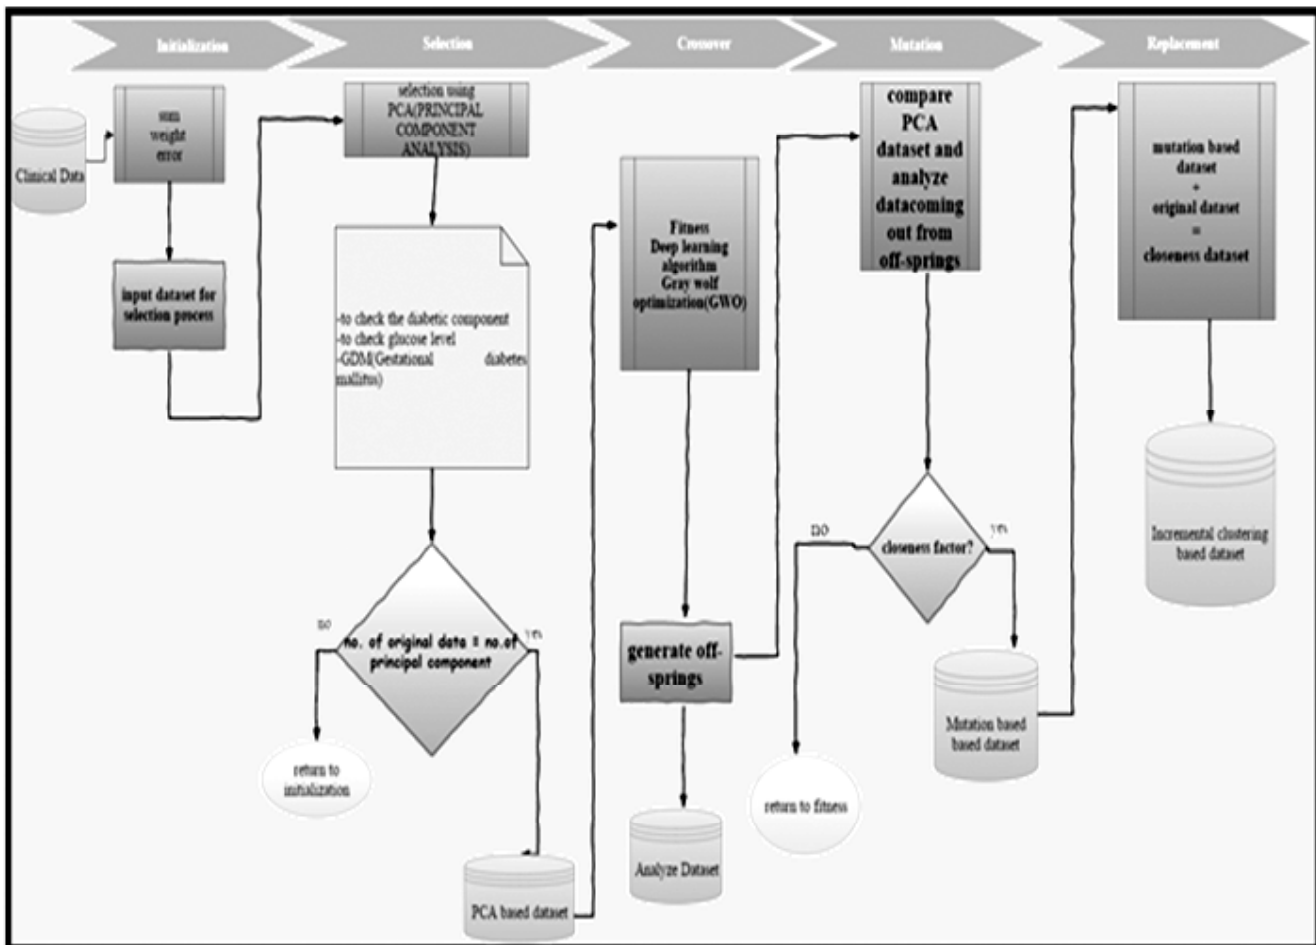 Initialization
Selection
Crossover
Mutation
Replacement
Clinical Data
sum
weight
error
input dataset for
selection process
selection using
PCA(PRINCIPAL
COMPONENT
ANALYSIS)
-to check the diabetic component
-to check glucose level
-GDM(Gestational diabetes
mallitus)
no. of original data = no.of
principal component
no
yes
return to
initialization
PCA based dataset
Fitness
Deep learning
algorithm
Gray wolf
optimization(GWO)
generate off-
springs
Analyze Dataset
compare
PCA
dataset and
analyze
datacoming
out from
off-springs
closeness factor?
no
yes
return to fitness
Mutation based
based dataset
mutation based
dataset
+
original dataset
=
closeness dataset
Incremental clustering
based dataset